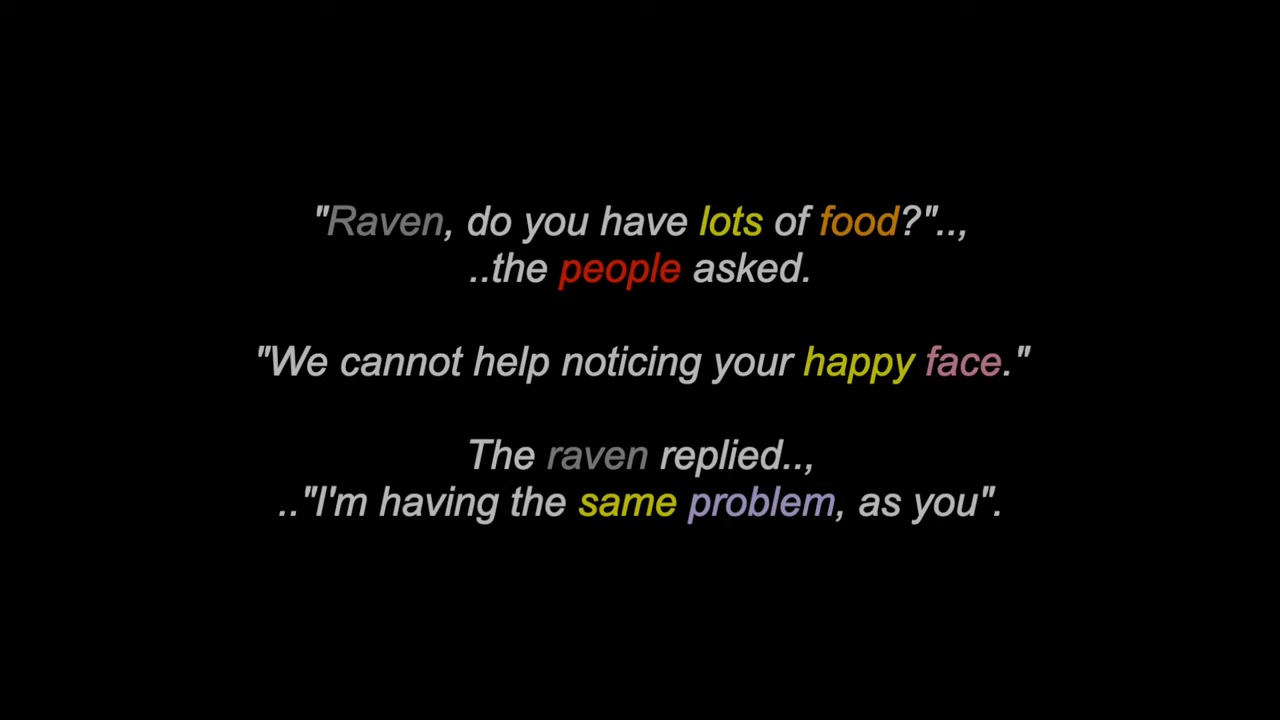 "Raven, do you have lots of food?"..,
..the people asked.
"We cannot help noticing your happy face."
The raven replied..,
.."I'm having the same problem, as you".